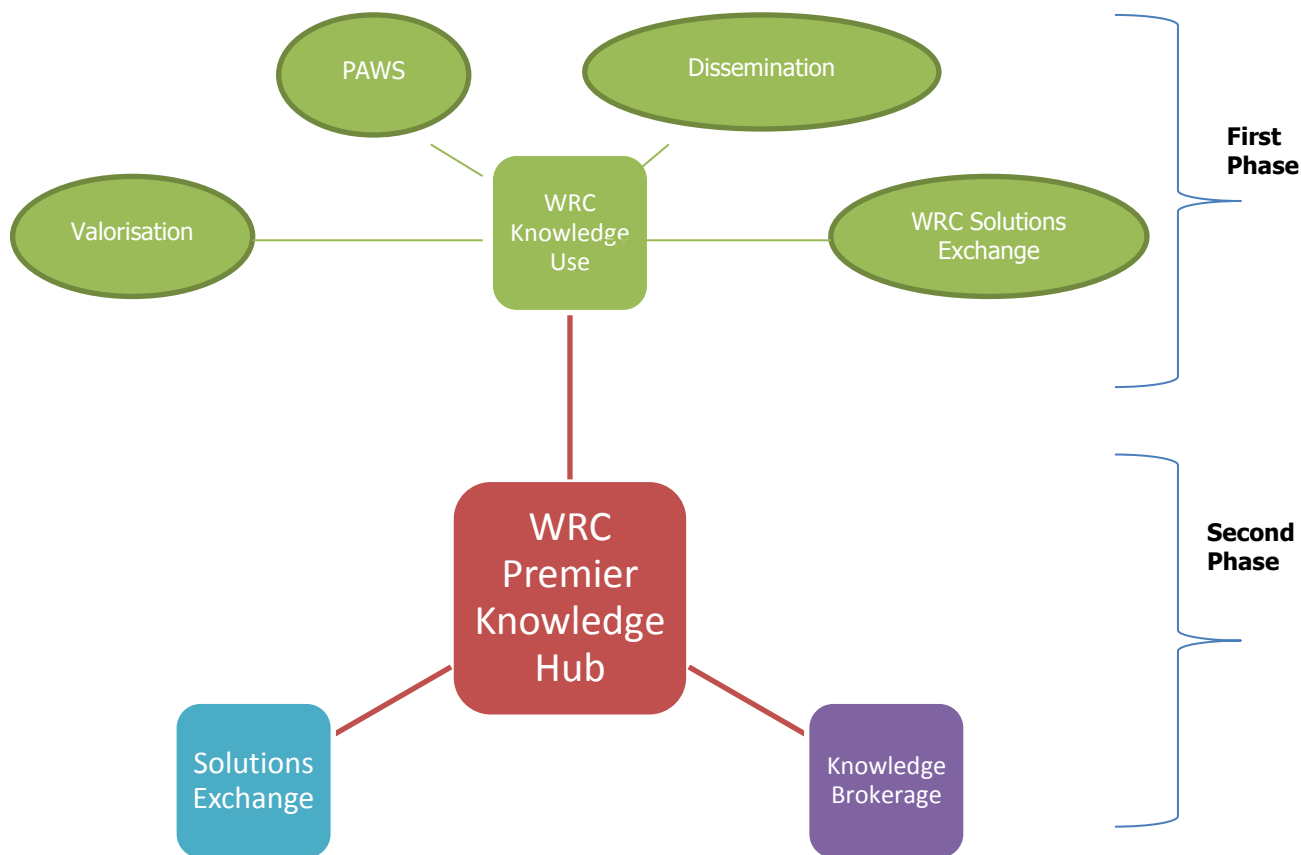 PAWS
Dissemination
First
Phase
WRC
Knowledge
Use
Valorisation
WRC Solutions
Exchange
WRC
Premier
Knowledge
Hub
Second
Phase
Solutions
Exchange
Knowledge
Brokerage